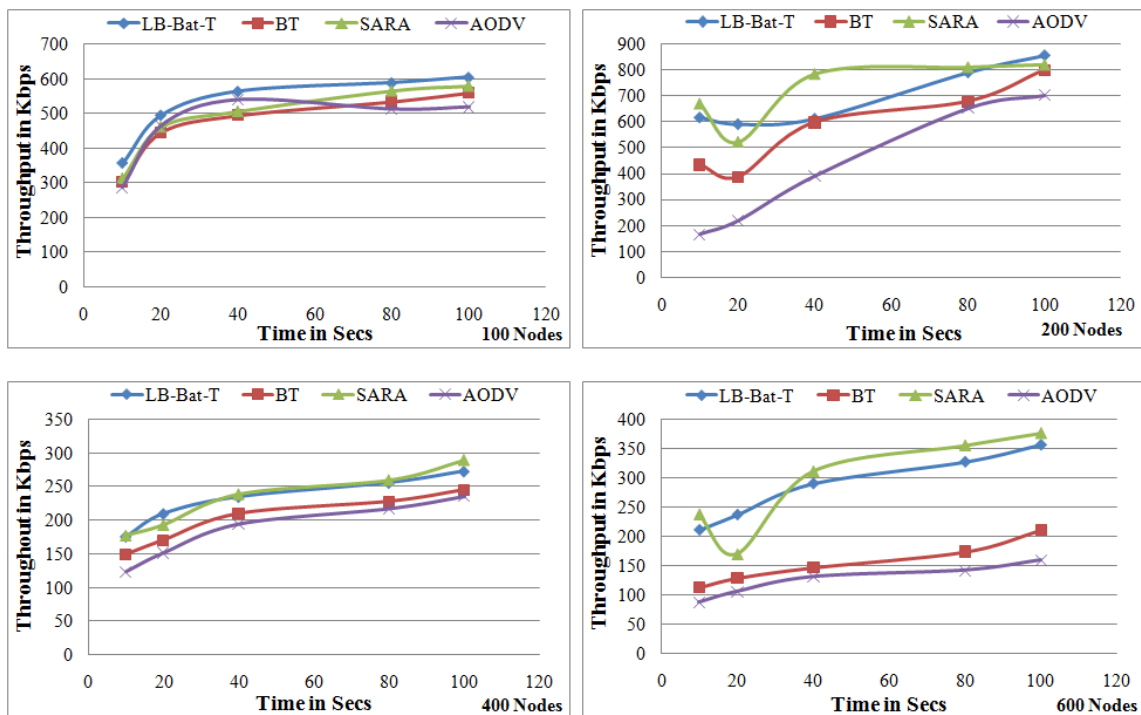 LB-Bat-T BT SARA AODV
Throughput in Kbps
700
600
500
400
300
200
100
0
0 20 40 60 80 100 120
Time in Secs
100 Nodes
LB-Bat-T BT SARA AODV
Throughput in Kbps
900
800
700
600
500
400
300
200
100
0
0 20 40 60 80 100 120
Time in Secs
200 Nodes
LB-Bat-T BT SARA AODV
Throughout in Kbps
350
300
250
200
150
100
50
0
0 20 40 60 80 100 120
Time in Secs
400 Nodes
LB-Bat-T BT SARA AODV
Throughput in Kbps
400
350
300
250
200
150
100
50
0
0 20 40 60 80 100 120
Time in Secs
600 Nodes